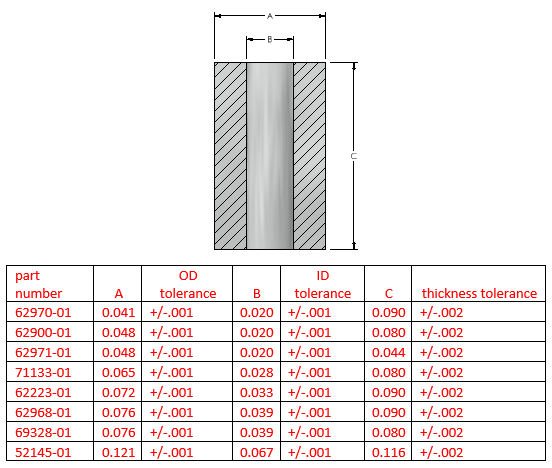 A
B
C
part number A OD tolerance B ID tolerance C thickness tolerance
62970-01 0.041 +/-.001 0.020 +/-.001 0.090 +/-.002
62900-01 0.048 +/-.001 0.020 +/-.001 0.080 +/-.002
62971-01 0.048 +/-.001 0.020 +/-.001 0.044 +/-.002
71133-01 0.065 +/-.001 0.028 +/-.001 0.080 +/-.002
62223-01 0.072 +/-.001 0.033 +/-.001 0.090 +/-.002
62968-01 0.076 +/-.001 0.039 +/-.001 0.090 +/-.002
69328-01 0.076 +/-.001 0.039 +/-.001 0.080 +/-.002
52145-01 0.121 +/-.001 0.067 +/-.001 0.116 +/-.002